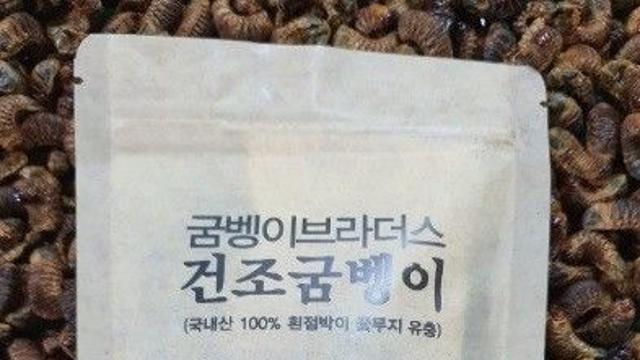 굼벵이브라더스
건조굼벵이
(국내산 100% 흰점박이 꽃무지 유충)